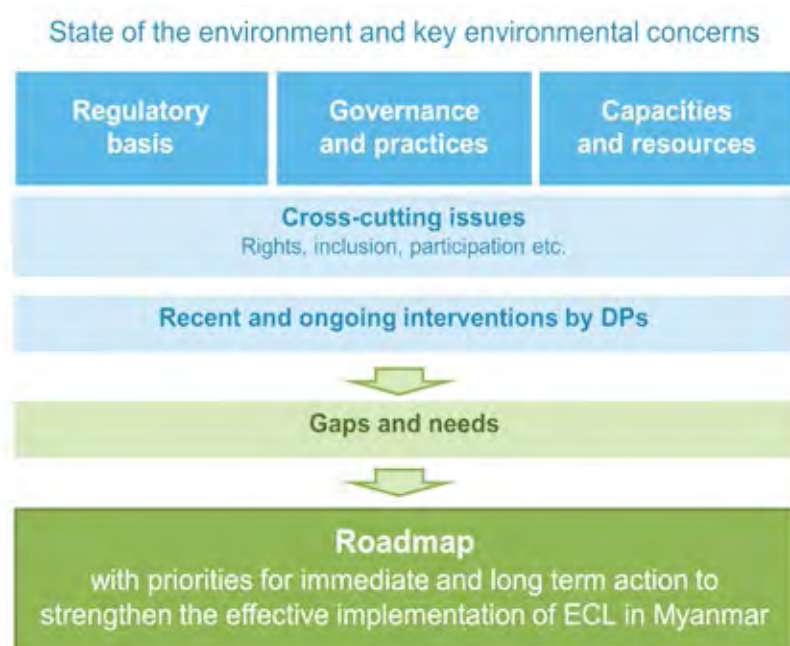 State of the environment and key environmental concerns
Regulatory
basis
Governance
and practices
Capacities
and resources
Cross-cutting issues
Rights, inclusion, participation etc.
Recent and ongoing interventions by DPs
Gaps and needs
Roadmap
with priorities for immediate and long term action to
strengthen the effective implementation of ECL in Myanmar